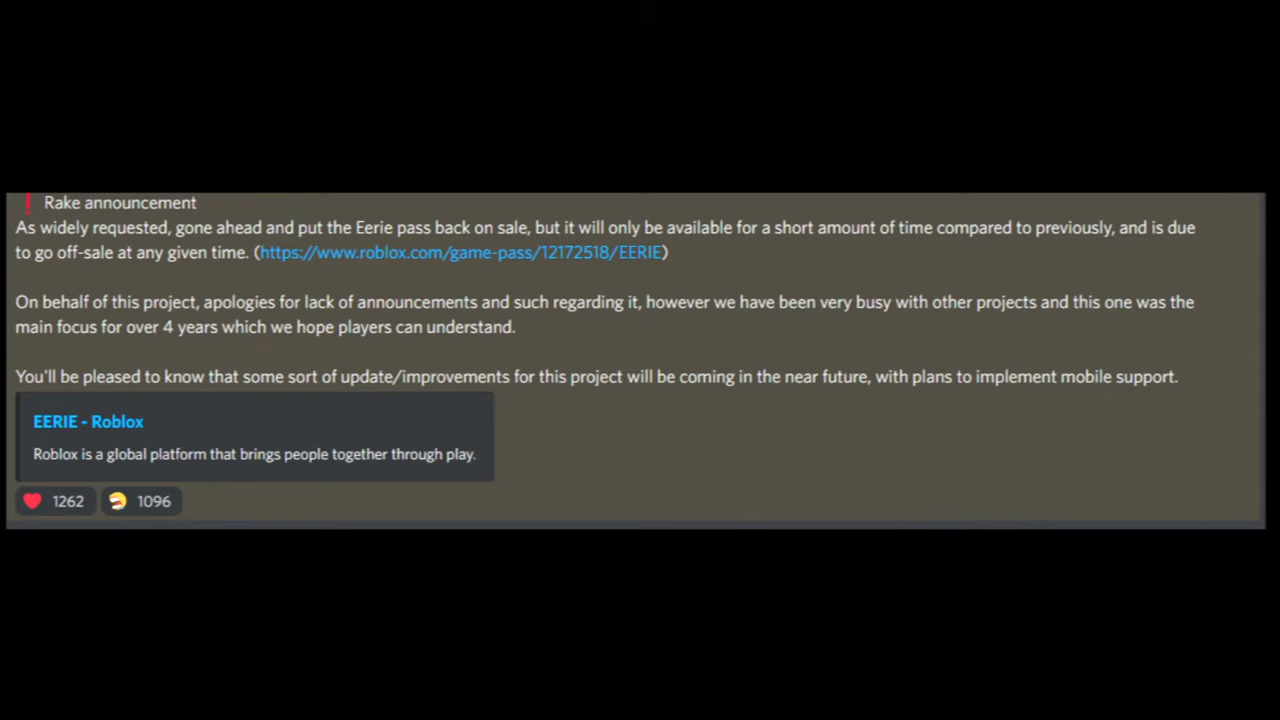 ❗ Rake announcement
As widely requested, gone ahead and put the Eerie pass back on sale, but it will only be available for a short amount of time compared to previously, and is due
to go off-sale at any given time. (https://www.roblox.com/game-pass/12172518/EERIE)
On behalf of this project, apologies for lack of announcements and such regarding it, however we have been very busy with other projects and this one was the
main focus for over 4 years which we hope players can understand.
You'll be pleased to know that some sort of update/improvements for this project will be coming in the near future, with plans to implement mobile support.
EERIE - Roblox
Roblox is a global platform that brings people together through play.
1262 1096